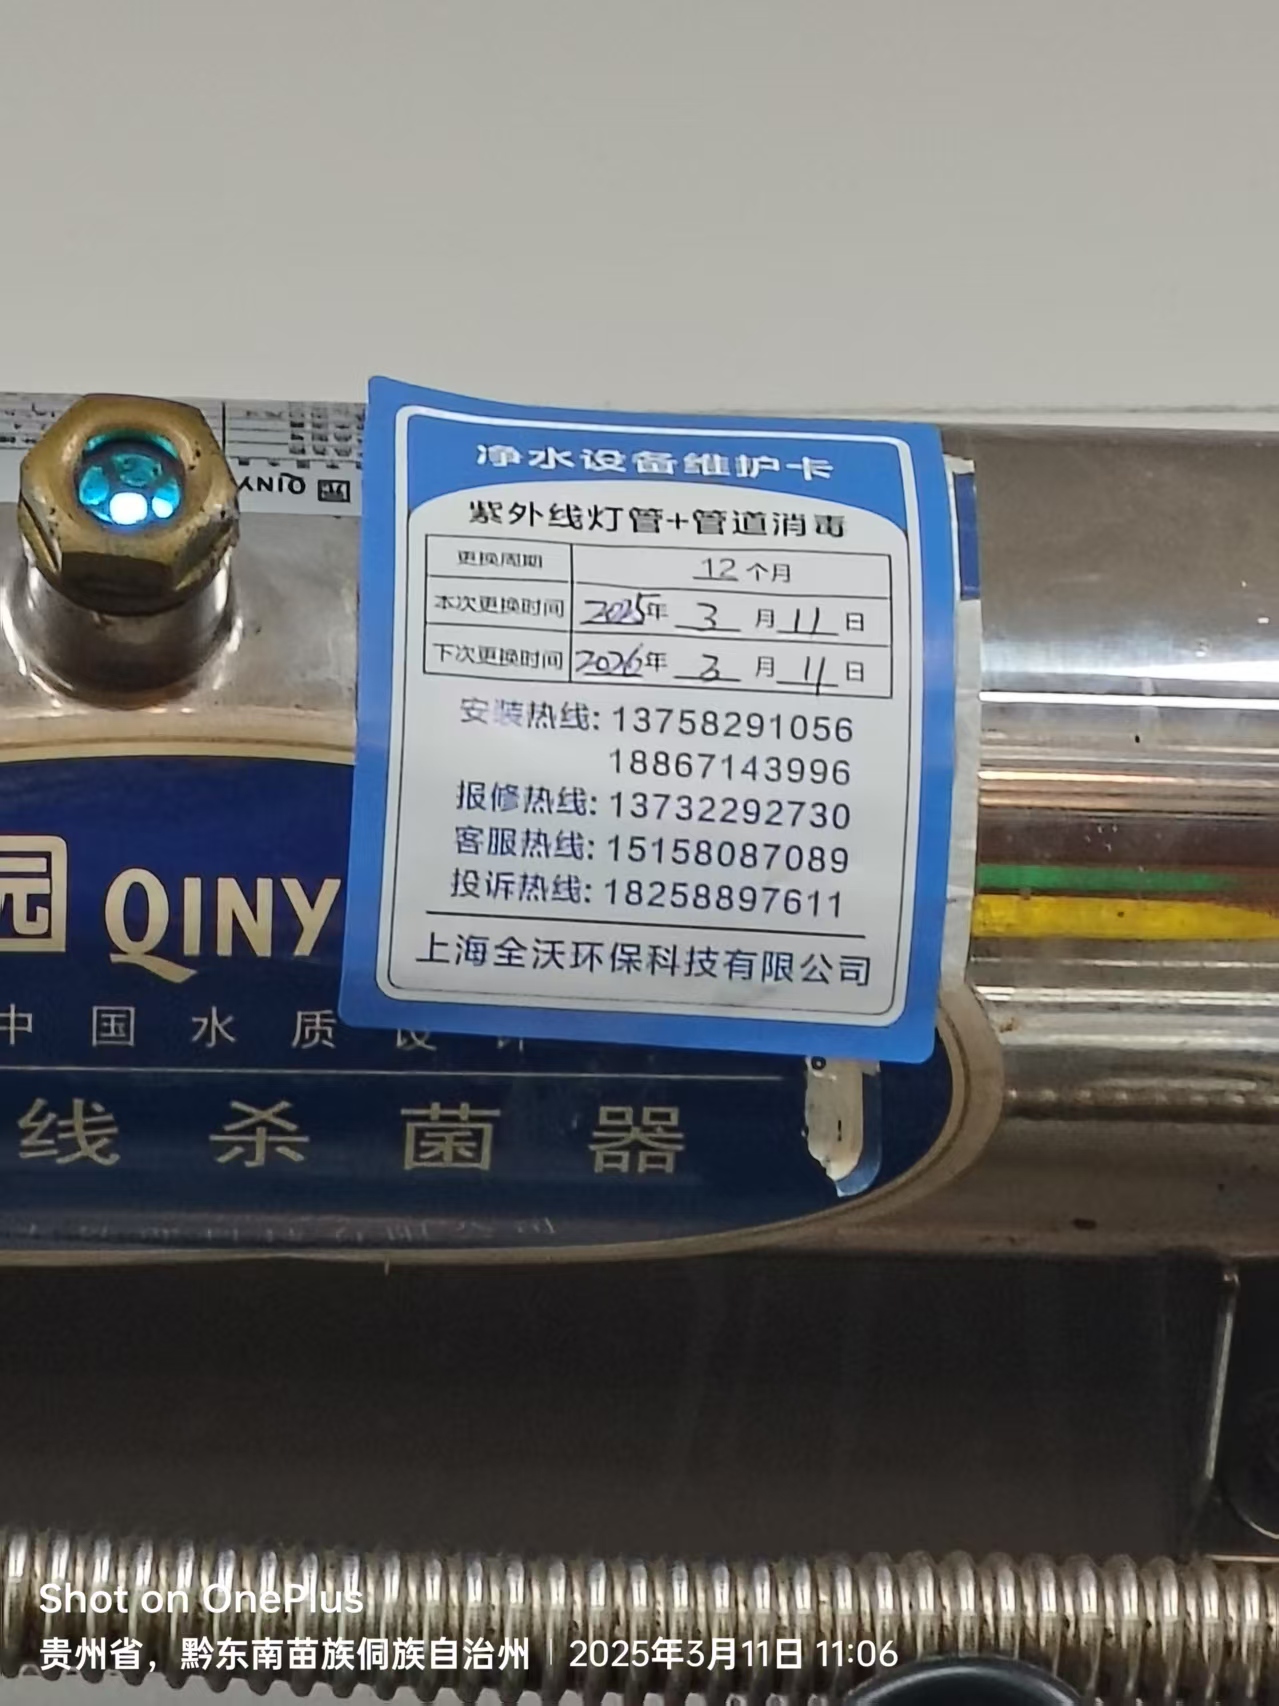 QINY
净水设备维护卡
紫外线灯管+管道消毒
更换周期 12个月
本次更换时间 2025年 3 月 11 日
下次更换时间 2026年 3 月 11 日
安装热线: 13758291056
18867143996
报修热线: 13732292730
客服热线: 15158087089
投诉热线: 18258897611
上海全沃环保科技有限公司
QINY
中国水质设计
线杀菌器
Shot on OnePlus
贵州省，黔东南苗族侗族自治州 | 2025年3月11日 11:06